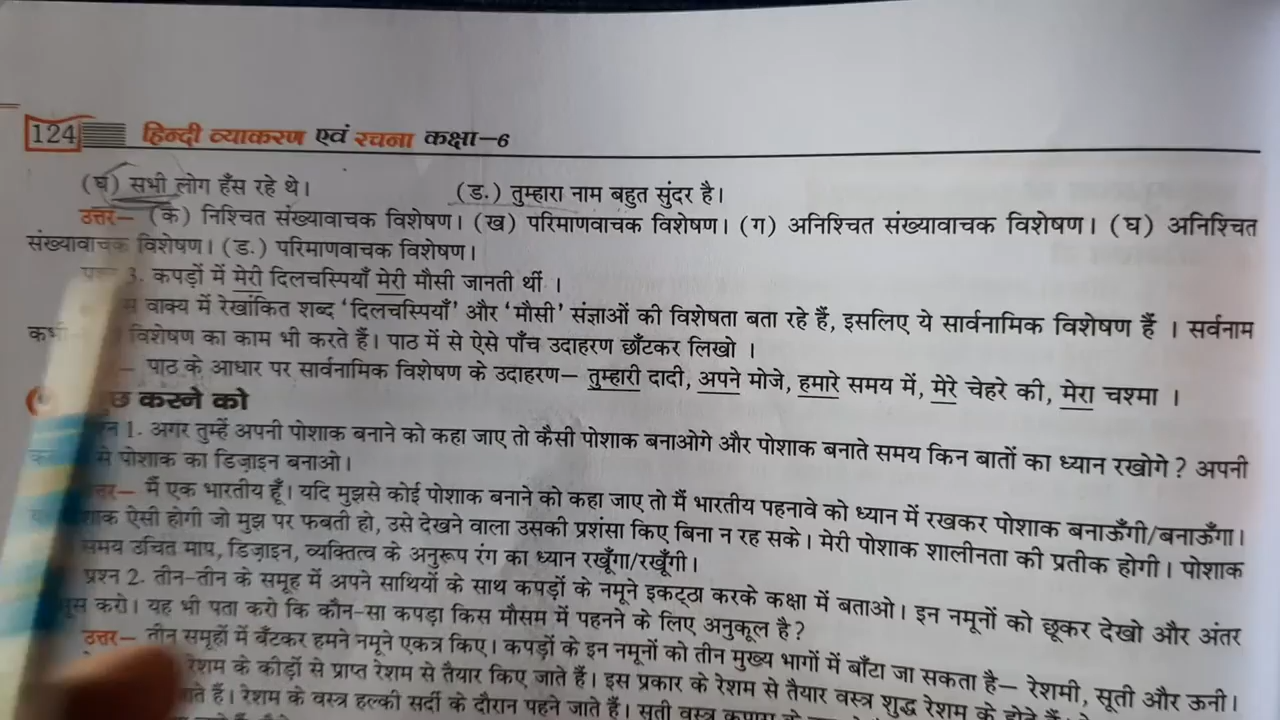 124 हिन्दी व्याकरण एवं रचना कक्षा–6
(घ) सभी लोग हँस रहे थे। (ड.) तुम्हारा नाम बहुत सुंदर है।
उत्तर– (क) निश्चित संख्यावाचक विशेषण। (ख) परिमाणवाचक विशेषण। (ग) अनिश्चित संख्यावाचक विशेषण। (घ) अनिश्चित
संख्यावाचक विशेषण। (ड.) परिमाणवाचक विशेषण।
3. कपड़ों में मेरी दिलचस्पियाँ मेरी मौसी जानती थीं ।
वाक्य में रेखांकित शब्द ‘दिलचस्पियाँ’ और ‘मौसी’ संज्ञाओं की विशेषता बता रहे हैं, इसलिए ये सार्वनामिक विशेषण हैं । सर्वनाम
विशेषण का काम भी करते हैं। पाठ में से ऐसे पाँच उदाहरण छाँटकर लिखो ।
– पाठ के आधार पर सार्वनामिक विशेषण के उदाहरण– तुम्हारी दादी, अपने मोजे, हमारे समय में, मेरे चेहरे की, मेरा चश्मा ।
करने को
1. अगर तुम्हें अपनी पोशाक बनाने को कहा जाए तो कैसी पोशाक बनाओगे और पोशाक बनाते समय किन बातों का ध्यान रखोगे ? अपनी
से पोशाक का डिज़ाइन बनाओ।
मैं एक भारतीय हूँ। यदि मुझसे कोई पोशाक बनाने को कहा जाए तो मैं भारतीय पहनावे को ध्यान में रखकर पोशाक बनाऊँगी/बनाऊँगा।
ऐसी होगी जो मुझ पर फबती हो, उसे देखने वाला उसकी प्रशंसा किए बिना न रह सके। मेरी पोशाक शालीनता की प्रतीक होगी। पोशाक
समय उचित माप, डिज़ाइन, व्यक्तित्व के अनुरूप रंग का ध्यान रखूँगा/रखूँगी।
प्रश्न 2. तीन-तीन के समूह में अपने साथियों के साथ कपड़ों के नमूने इकट्ठा करके कक्षा में बताओ। इन नमूनों को छूकर देखो और अंतर
करो। यह भी पता करो कि कौन-सा कपड़ा किस मौसम में पहनने के लिए अनुकूल है?
उत्तर– तीन समूहों में बँटकर हमने नमूने एकत्र किए। कपड़ों के इन नमूनों को तीन मुख्य भागों में बाँटा जा सकता है– रेशमी, सूती और ऊनी।
रेशम के कीड़ों से प्राप्त रेशम से तैयार किए जाते हैं। इस प्रकार के रेशम से तैयार वस्त्र शुद्ध रेशम के होते हैं।
जाते हैं। रेशम के वस्त्र हल्की सर्दी के दौरान पहने जाते हैं। सूती वस्त्र